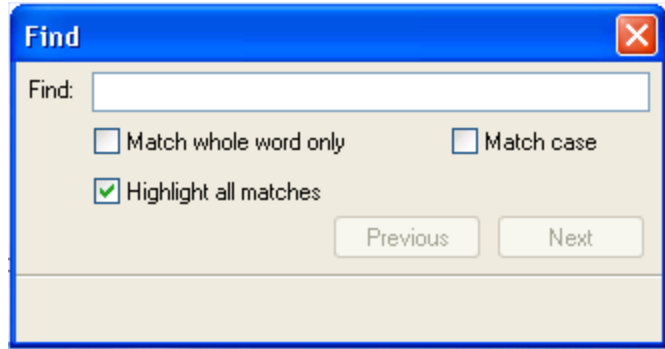 Find
Find:
Match whole word only Match case
Highlight all matches
Previous Next